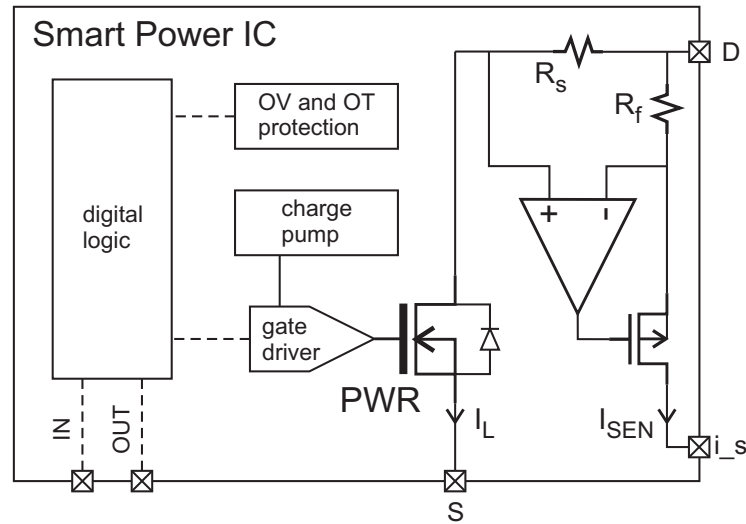 Smart Power IC
D
R_s
OV and OT
protection
R_f
digital
logic
charge
pump
+ -
gate
driver
PWR
IN
OUT
I_L
I_SEN
i_s
S